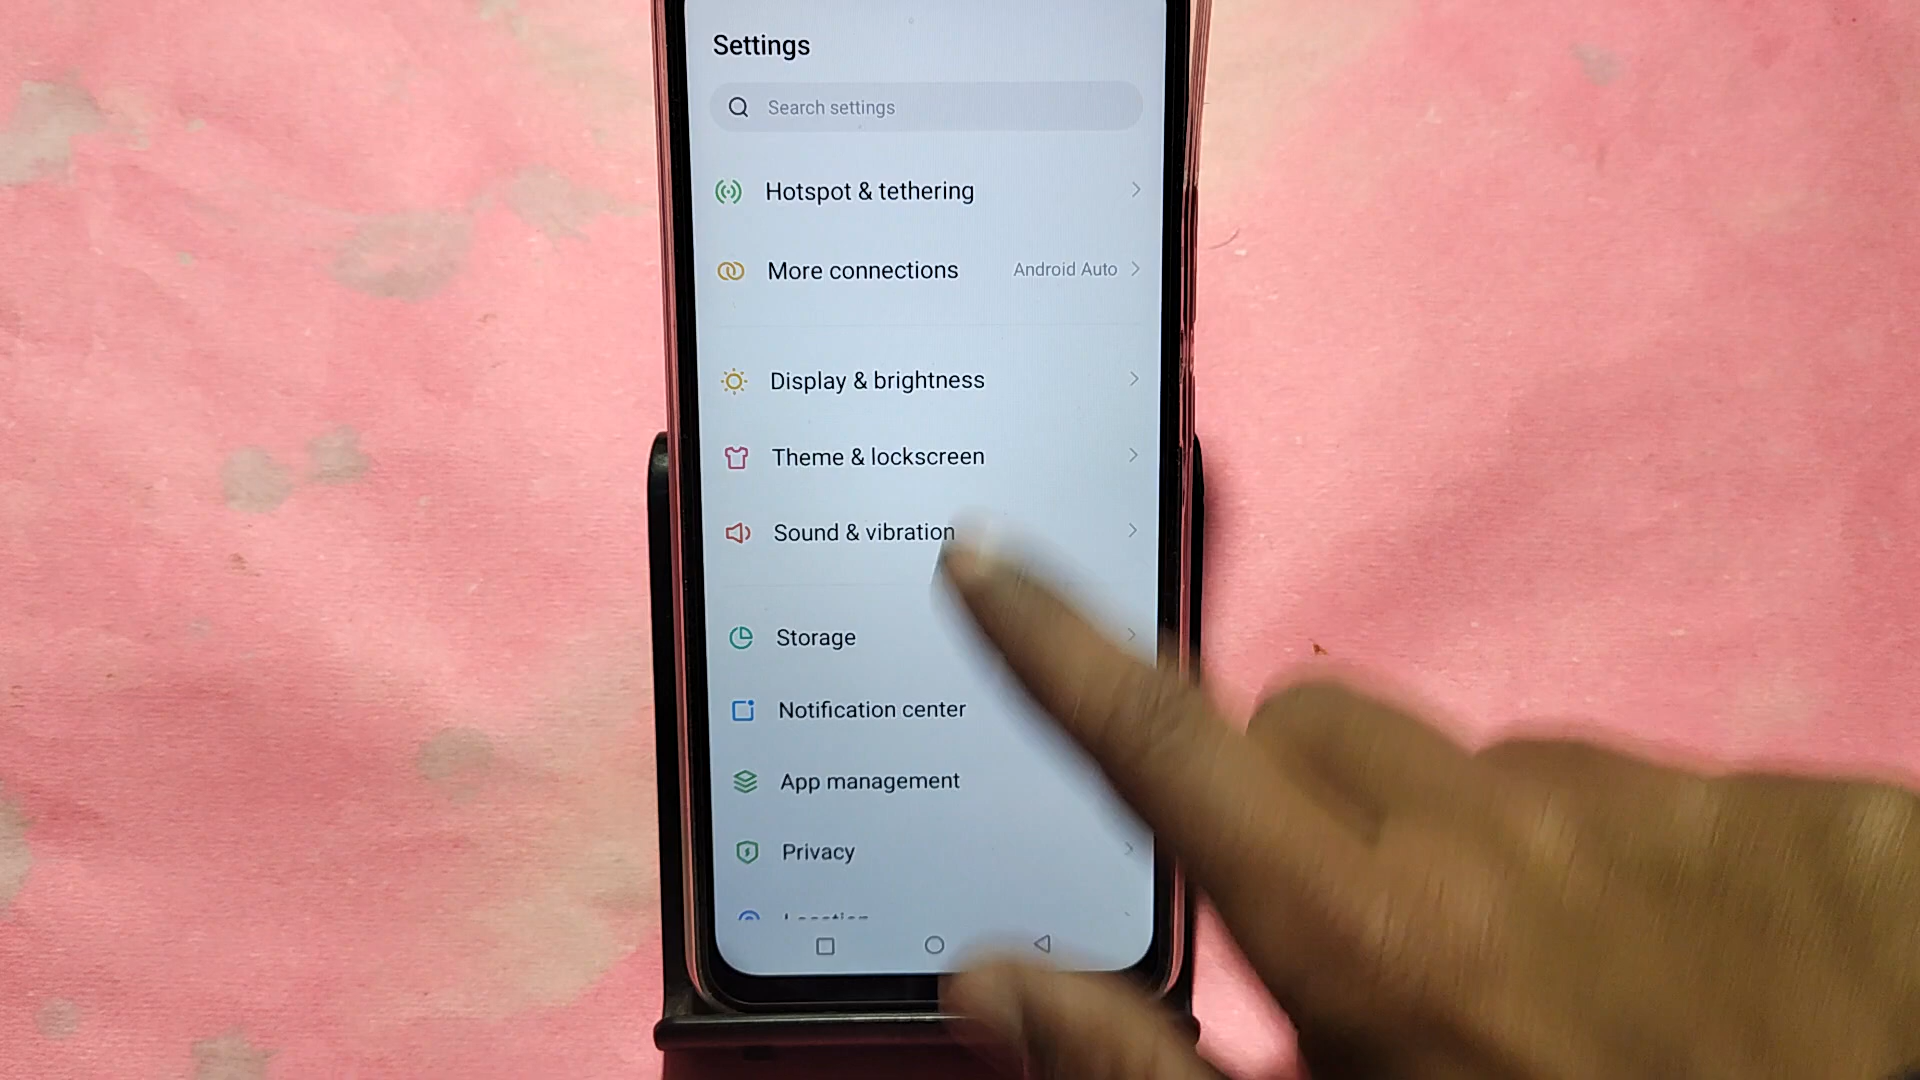 Settings
Search settings
Hotspot & tethering
More connections Android Auto
Display & brightness
Theme & lockscreen
Sound & vibration
Storage
Notification center
App management
Privacy